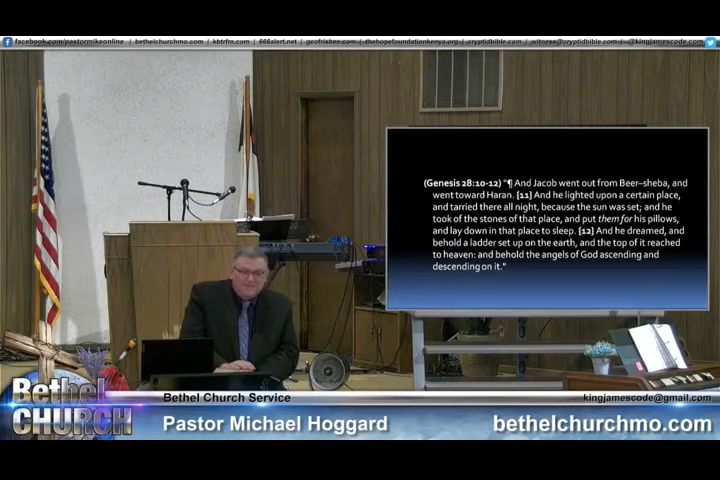 facebook.com/pastormikeonline | bethelchurchmo.com | kbtrfm.com | 666alert.net | geofrisbee.com | thehopefoundationkenya.org | cryptidbible.com | witness@cryptidbible.com | @kingjamescode.com
(Genesis 28:10-12) "¶ And Jacob went out from Beer–sheba, and
went toward Haran. [11] And he lighted upon a certain place,
and tarried there all night, because the sun was set; and he
took of the stones of that place, and put them for his pillows,
and lay down in that place to sleep. [12] And he dreamed, and
behold a ladder set up on the earth, and the top of it reached
to heaven: and behold the angels of God ascending and
descending on it."
Bethel
CHURCH
Bethel Church Service
kingjamescode@gmail.com
Pastor Michael Hoggard
bethelchurchmo.com